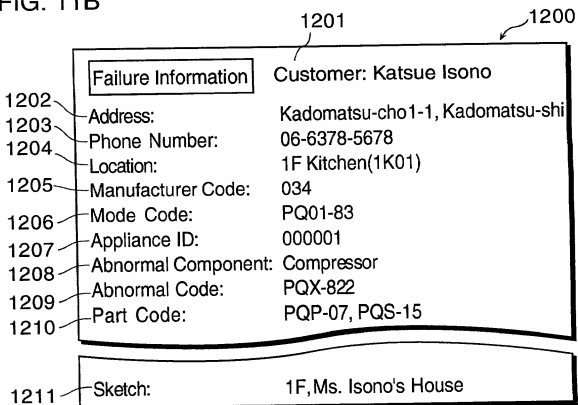 FIG. 11B
1200
1201
Failure Information Customer: Katsue Isono
1202 Address: Kadomatsu-cho1-1, Kadomatsu-shi
1203 Phone Number: 06-6378-5678
1204 Location: 1F Kitchen(1K01)
1205 Manufacturer Code: 034
1206 Mode Code: PQ01-83
1207 Appliance ID: 000001
1208 Abnormal Component: Compressor
1209 Abnormal Code: PQX-822
1210 Part Code: PQP-07, PQS-15
1211 Sketch: 1F,Ms. Isono's House